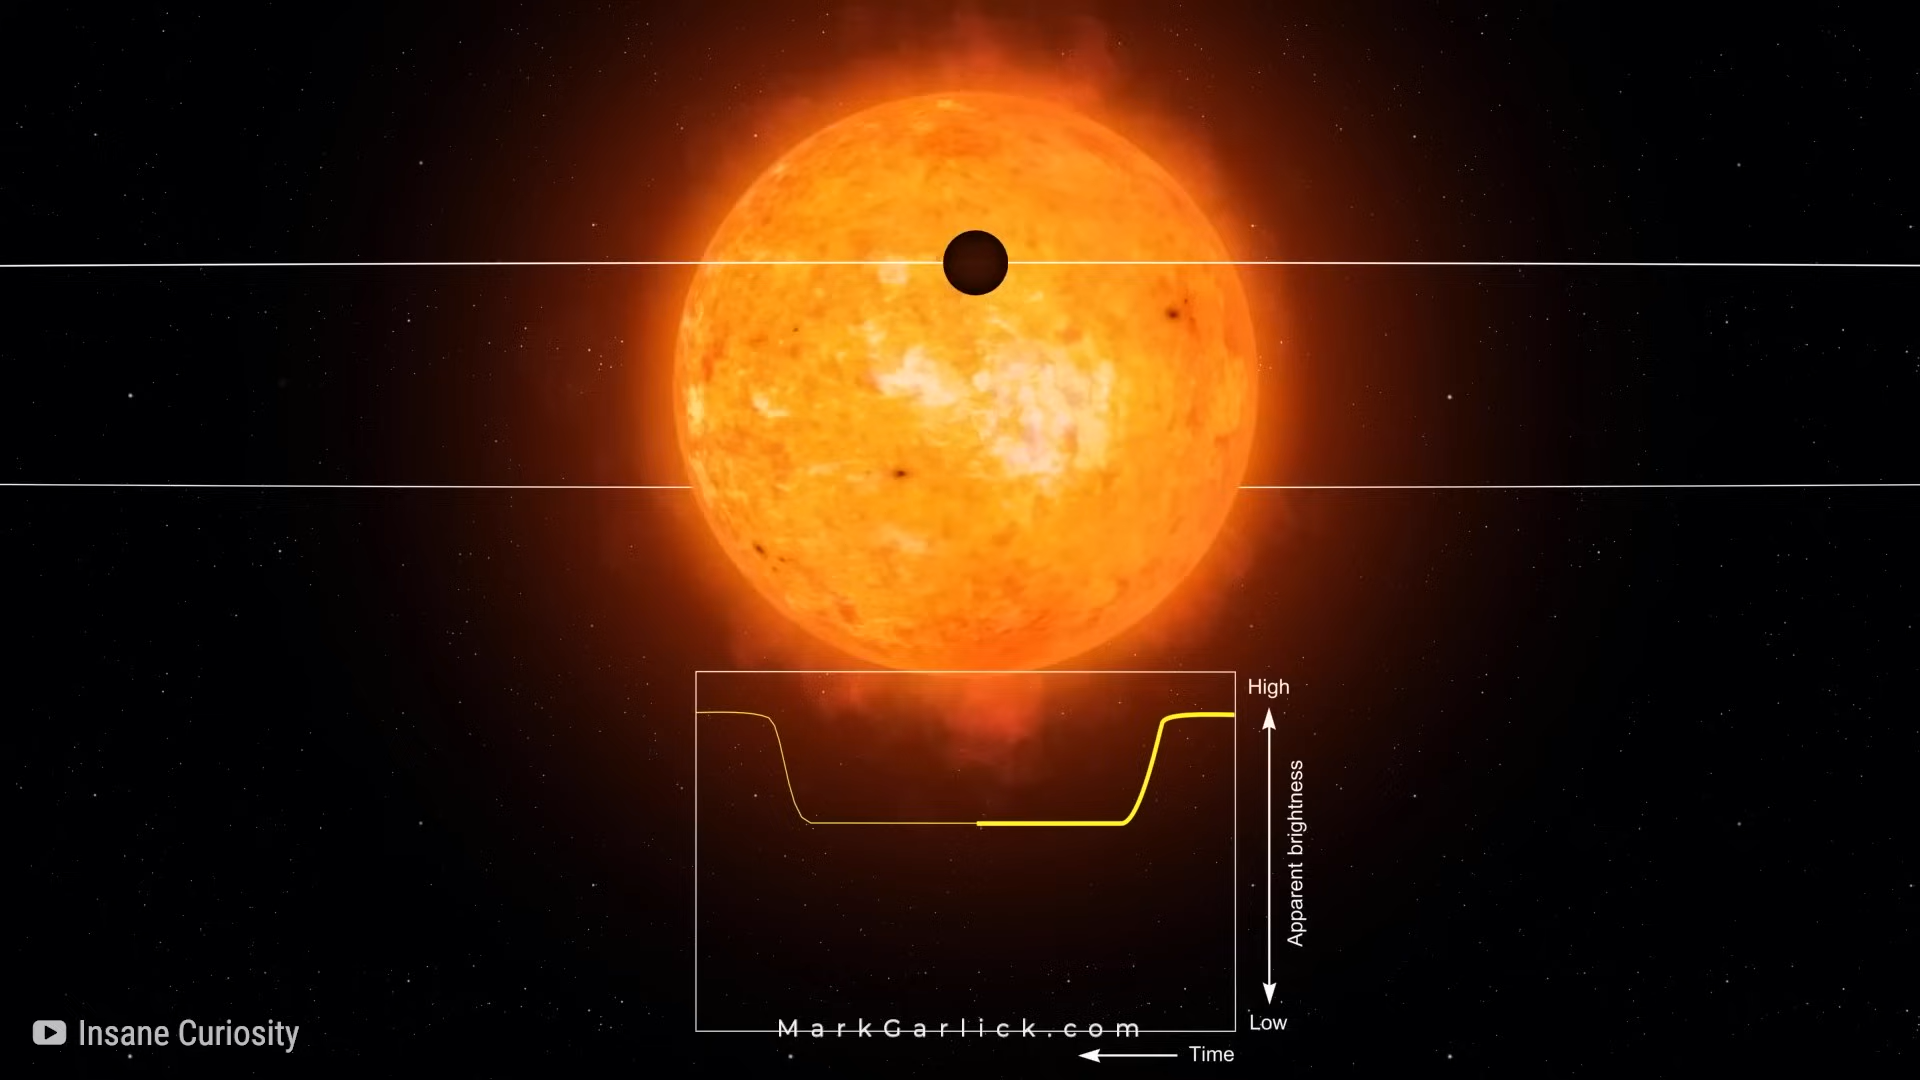 High
Apparent brightness
Low
MarkGarlick.com
Time
Insane Curiosity